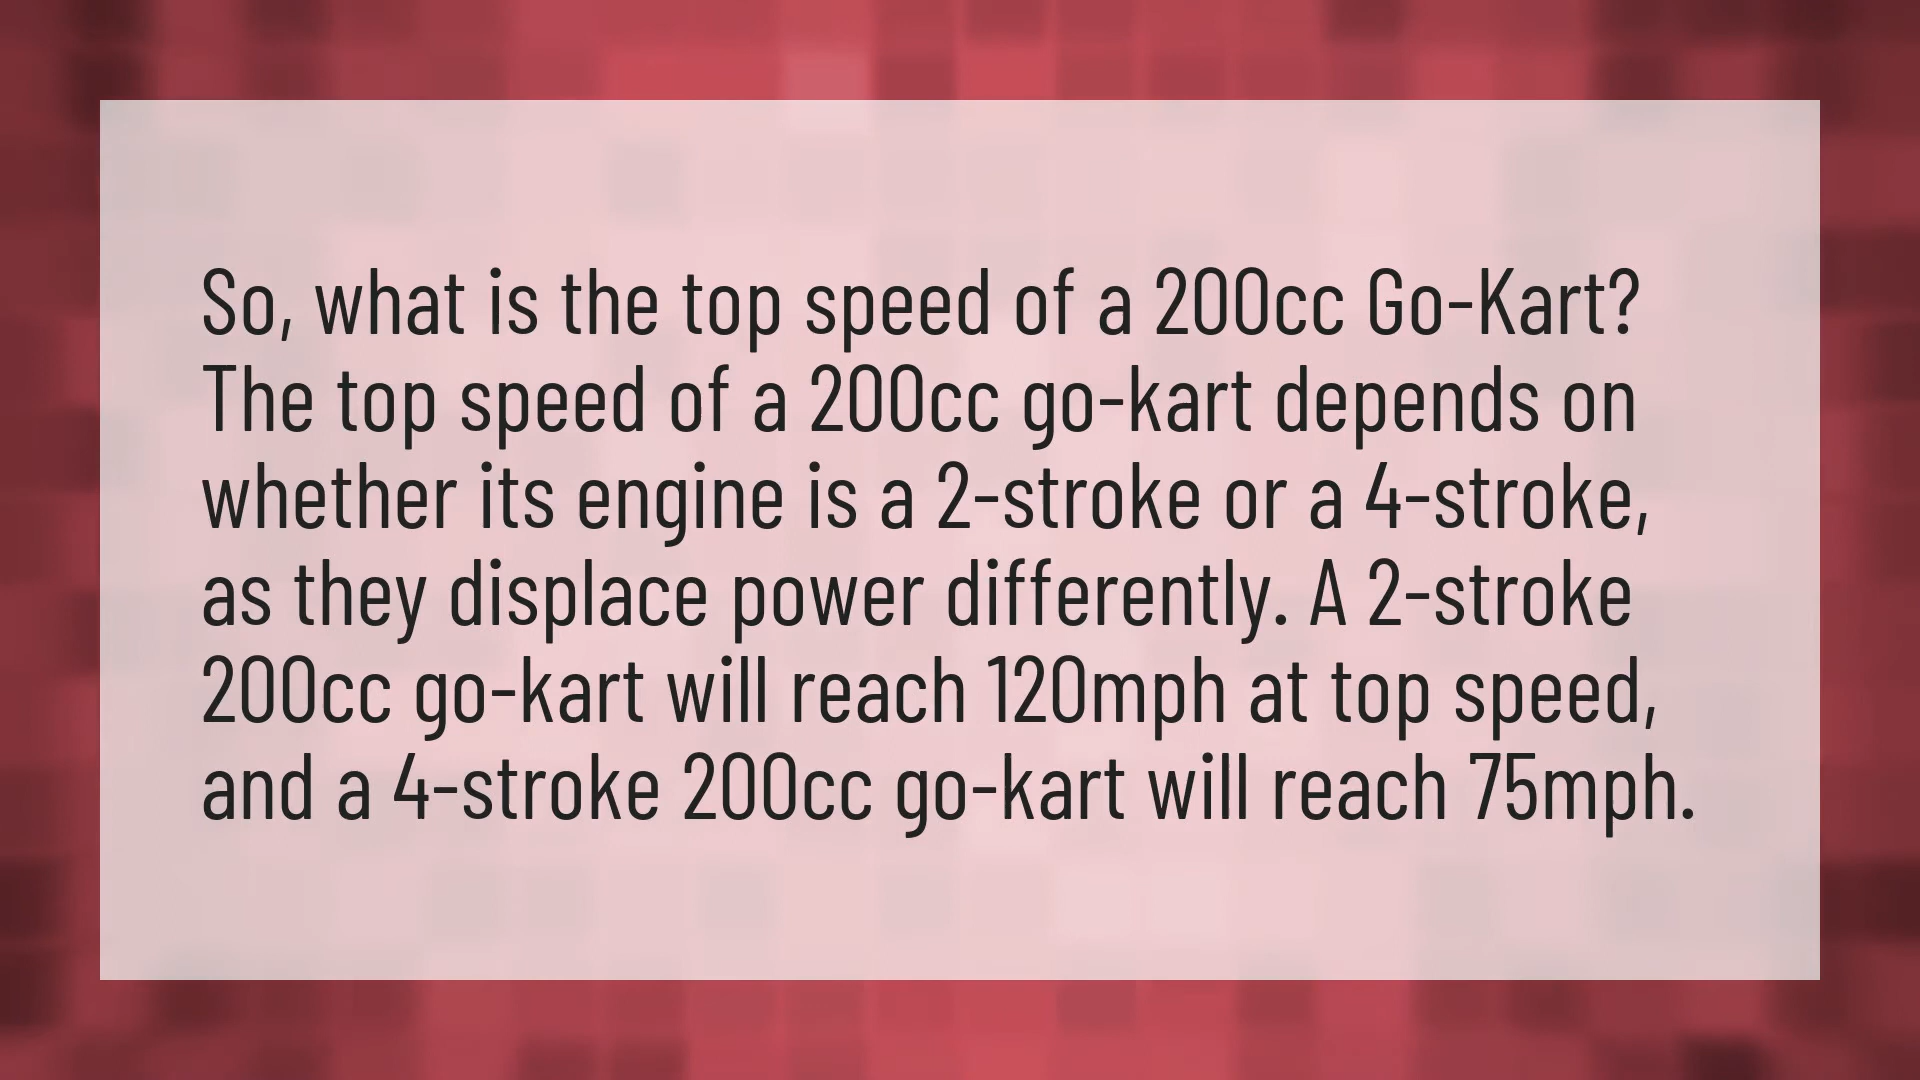 So, what is the top speed of a 200cc Go-Kart?
The top speed of a 200cc go-kart depends on
whether its engine is a 2-stroke or a 4-stroke,
as they displace power differently. A 2-stroke
200cc go-kart will reach 120mph at top speed,
and a 4-stroke 200cc go-kart will reach 75mph.